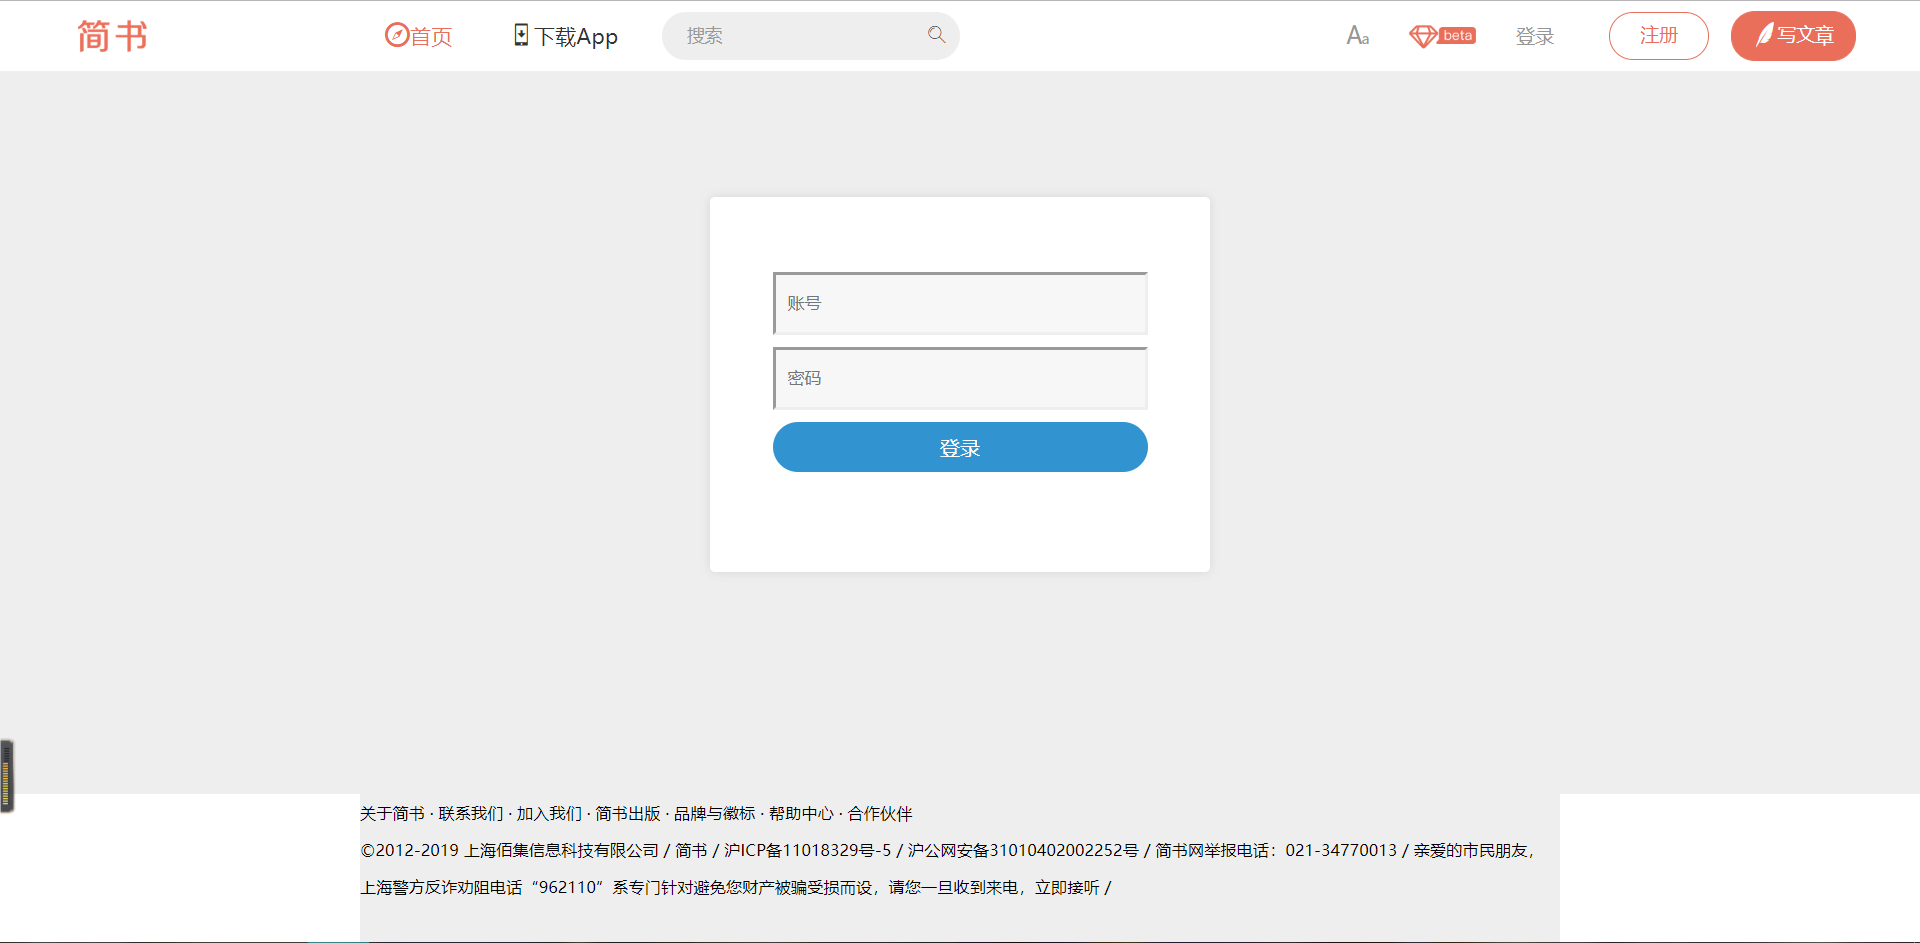 简书 首页 下载App 搜索 Aa beta 登录 注册 写文章
账号
密码
登录
关于简书 · 联系我们 · 加入我们 · 简书出版 · 品牌与徽标 · 帮助中心 · 合作伙伴
©2012-2019 上海佰集信息科技有限公司 / 简书 / 沪ICP备11018329号-5 / 沪公网安备31010402002252号 / 简书网举报电话：021-34770013 / 亲爱的市民朋友，
上海警方反诈劝阻电话“962110”系专门针对避免您财产被骗受损而设，请您一旦收到来电，立即接听 /